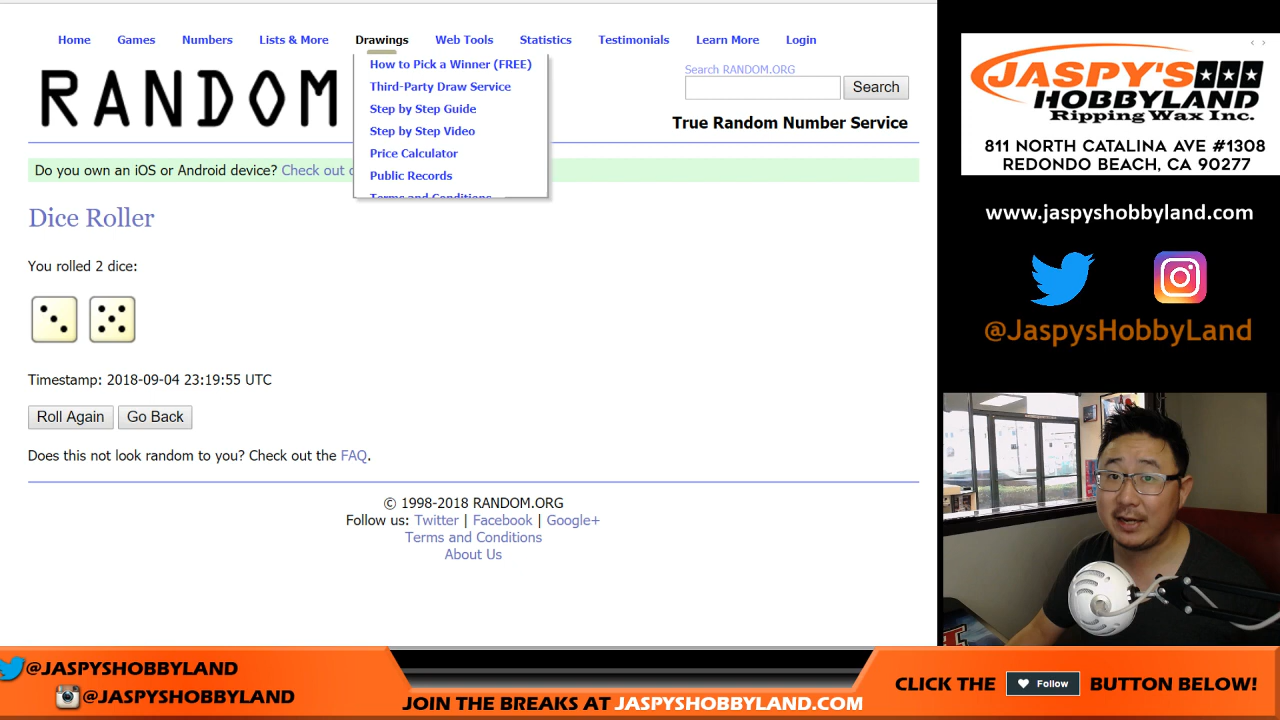 Home Games Numbers Lists & More Drawings Web Tools Statistics Testimonials Learn More Login
RANDOM
How to Pick a Winner (FREE)
Third-Party Draw Service
Step by Step Guide
Step by Step Video
Price Calculator
Public Records
Terms and Conditions
Search RANDOM.ORG
Search
True Random Number Service
Do you own an iOS or Android device? Check out
Dice Roller
You rolled 2 dice:
Timestamp: 2018-09-04 23:19:55 UTC
Roll Again Go Back
Does this not look random to you? Check out the FAQ.
© 1998-2018 RANDOM.ORG
Follow us: Twitter | Facebook | Google+
Terms and Conditions
About Us
JASPY'S
HOBBYLAND
Ripping Wax Inc.
811 NORTH CATALINA AVE #1308
REDONDO BEACH, CA 90277
www.jaspyshobbyland.com
@JaspysHobbyLand
@JASPYSHOBBYLAND
@JASPYSHOBBYLAND
JOIN THE BREAKS AT JASPYSHOBBYLAND.COM
CLICK THE Follow BUTTON BELOW!